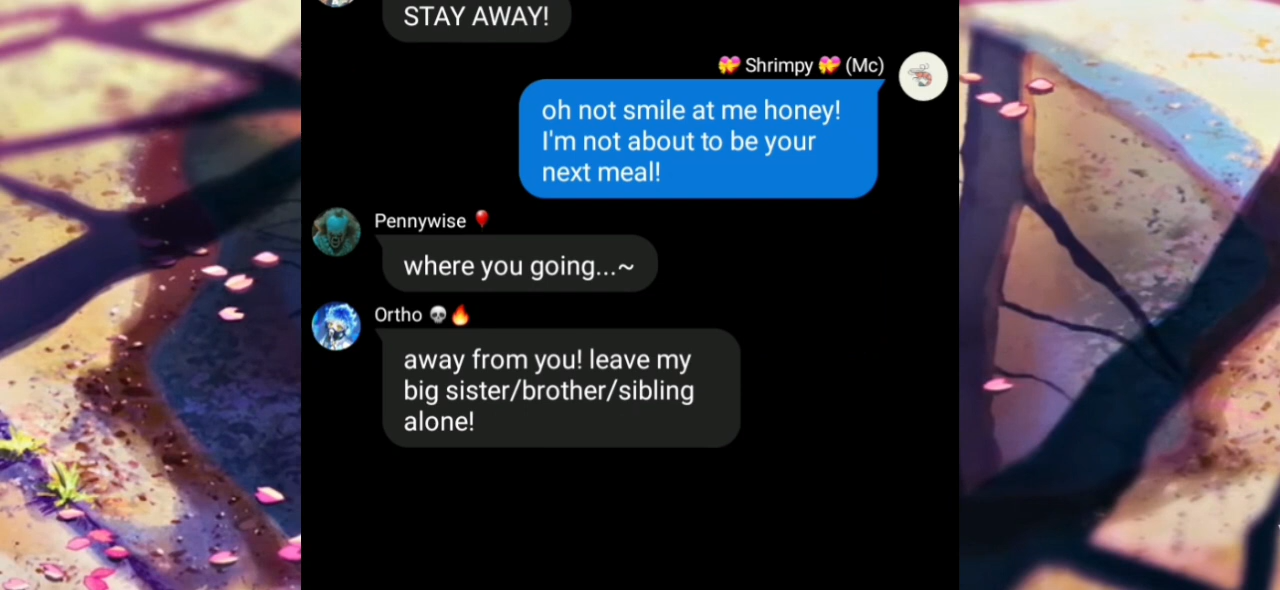 STAY AWAY!
💝 Shrimpy 💝 (Mc)
oh not smile at me honey!
I'm not about to be your
next meal!
Pennywise 🎈
where you going...~
Ortho 💀🔥
away from you! leave my
big sister/brother/sibling
alone!